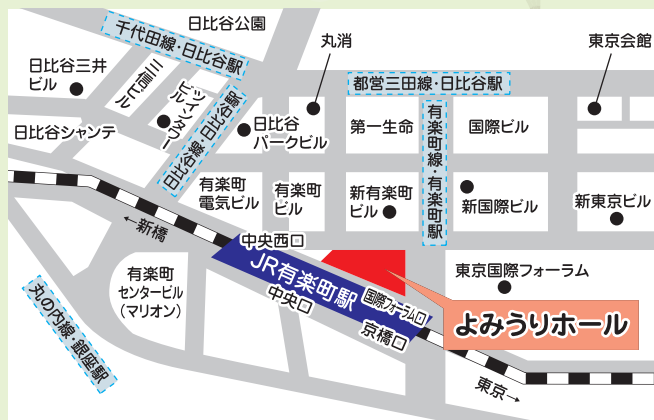 日比谷公園
千代田線・日比谷駅
丸消
東京会館
日比谷三井
ビル
三信ビル
ツインタワー
ビル
日比谷線・日比谷駅
都営三田線・日比谷駅
日比谷シャンテ
日比谷
パークビル
第一生命
有楽町線・有楽町駅
国際ビル
有楽町
電気ビル
有楽町
ビル
新有楽町
ビル
新国際ビル
新東京ビル
←新橋
中央西口
JR有楽町駅
中央口
国際フォーラム口
京橋口
東京国際フォーラム
有楽町
センタービル
(マリオン)
丸の内線・銀座駅
よみうりホール
東京→